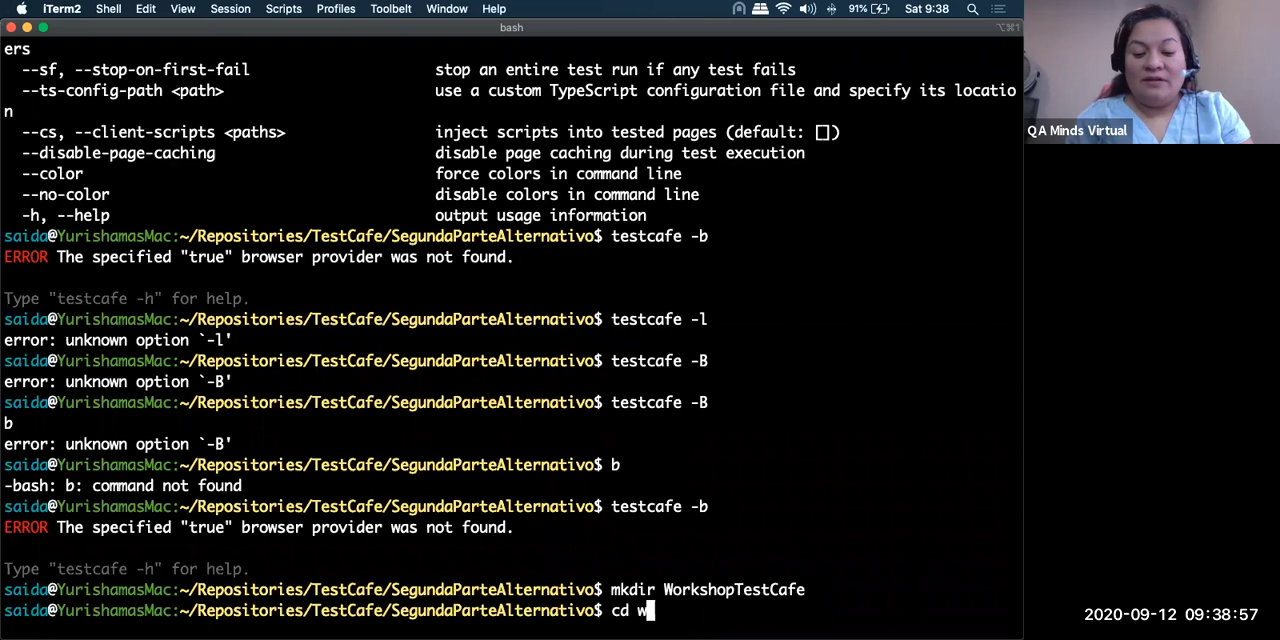 iTerm2 Shell Edit View Session Scripts Profiles Toolbelt Window Help 91% Sat 9:38
bash ⌥⌘1
ers
--sf, --stop-on-first-fail stop an entire test run if any test fails
--ts-config-path <path> use a custom TypeScript configuration file and specify its locatio
n
--cs, --client-scripts <paths> inject scripts into tested pages (default: [])
--disable-page-caching disable page caching during test execution
--color force colors in command line
--no-color disable colors in command line
-h, --help output usage information
saida@YurishamasMac:~/Repositories/TestCafe/SegundaParteAlternativo$ testcafe -b
ERROR The specified "true" browser provider was not found.
Type "testcafe -h" for help.
saida@YurishamasMac:~/Repositories/TestCafe/SegundaParteAlternativo$ testcafe -l
error: unknown option `-l'
saida@YurishamasMac:~/Repositories/TestCafe/SegundaParteAlternativo$ testcafe -B
error: unknown option `-B'
saida@YurishamasMac:~/Repositories/TestCafe/SegundaParteAlternativo$ testcafe -B
b
error: unknown option `-B'
saida@YurishamasMac:~/Repositories/TestCafe/SegundaParteAlternativo$ b
-bash: b: command not found
saida@YurishamasMac:~/Repositories/TestCafe/SegundaParteAlternativo$ testcafe -b
ERROR The specified "true" browser provider was not found.
Type "testcafe -h" for help.
saida@YurishamasMac:~/Repositories/TestCafe/SegundaParteAlternativo$ mkdir WorkshopTestCafe
saida@YurishamasMac:~/Repositories/TestCafe/SegundaParteAlternativo$ cd w
QA Minds Virtual
2020-09-12 09:38:57